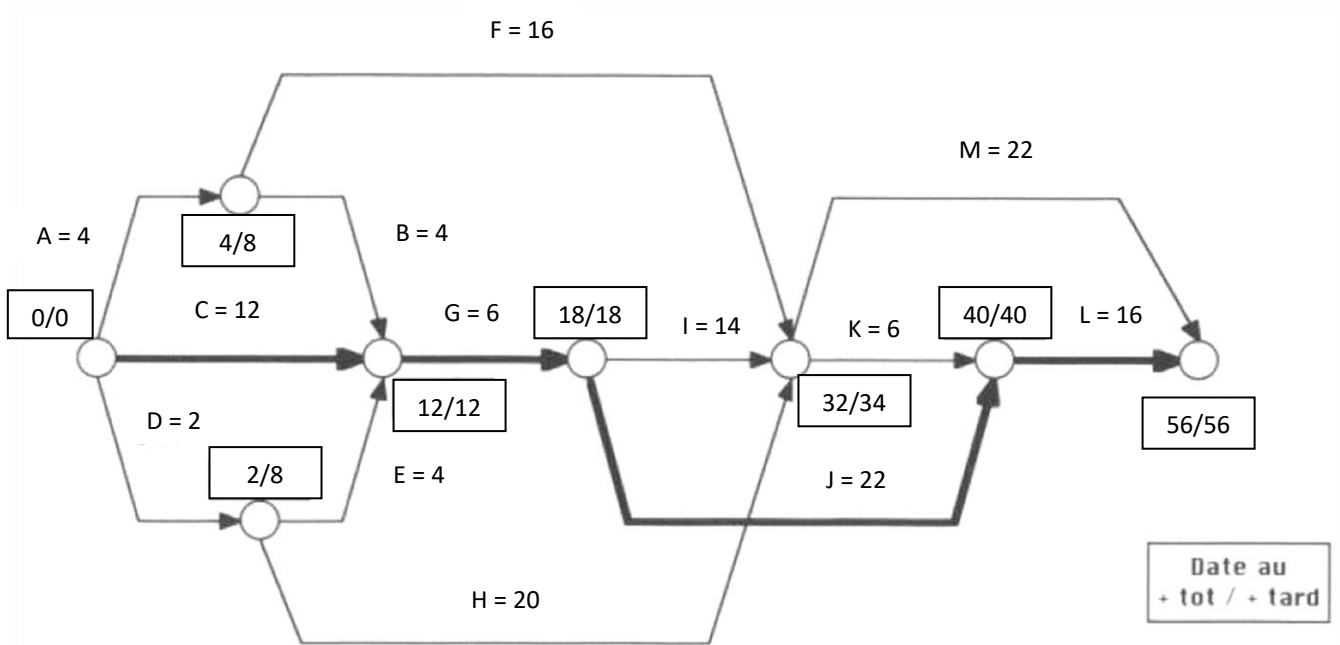 F = 16
M = 22
A = 4
4/8
B = 4
0/0
C = 12
G = 6
18/18
I = 14
K = 6
40/40
L = 16
12/12
32/34
56/56
D = 2
2/8
E = 4
J = 22
H = 20
Date au
+ tot / + tard